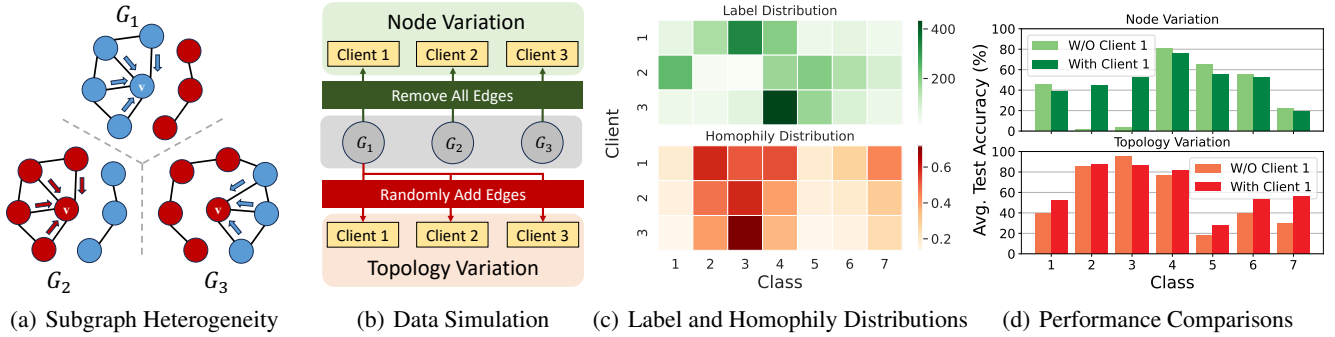 G1
v
v
G2
v
G3
(a) Subgraph Heterogeneity
Node Variation
Client 1 Client 2 Client 3
Remove All Edges
G1 G2 G3
Randomly Add Edges
Client 1 Client 2 Client 3
Topology Variation
(b) Data Simulation
Label Distribution
1
2
3
400
200
Client
Homophily Distribution
1
2
3
0.6
0.4
0.2
1 2 3 4 5 6 7
Class
(c) Label and Homophily Distributions
Node Variation
100
80
60
40
20
0
W/O Client 1
With Client 1
Avg. Test Accuracy (%)
Topology Variation
100
80
60
40
20
0
W/O Client 1
With Client 1
1 2 3 4 5 6 7
Class
(d) Performance Comparisons